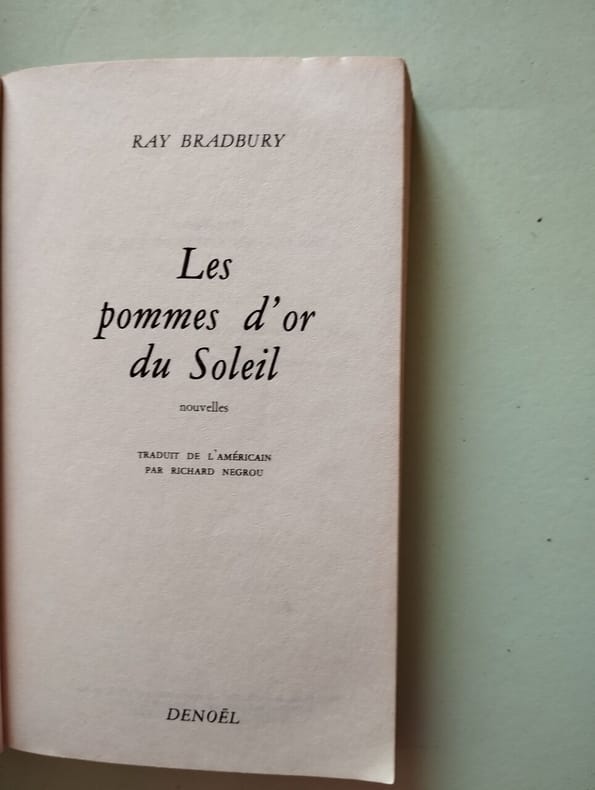 RAY BRADBURY
Les
pommes d'or
du Soleil
nouvelles
TRADUIT DE L'AMÉRICAIN
PAR RICHARD NEGROU
DENOËL